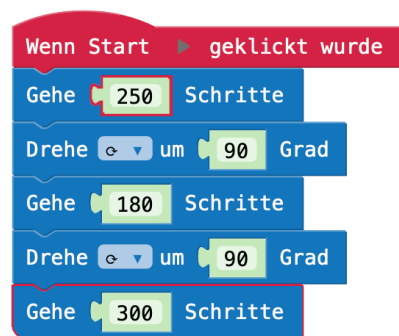 Wenn Start ▶ geklickt wurde
Gehe 250 Schritte
Drehe ⟳ ▼ um 90 Grad
Gehe 180 Schritte
Drehe ⟳ ▼ um 90 Grad
Gehe 300 Schritte